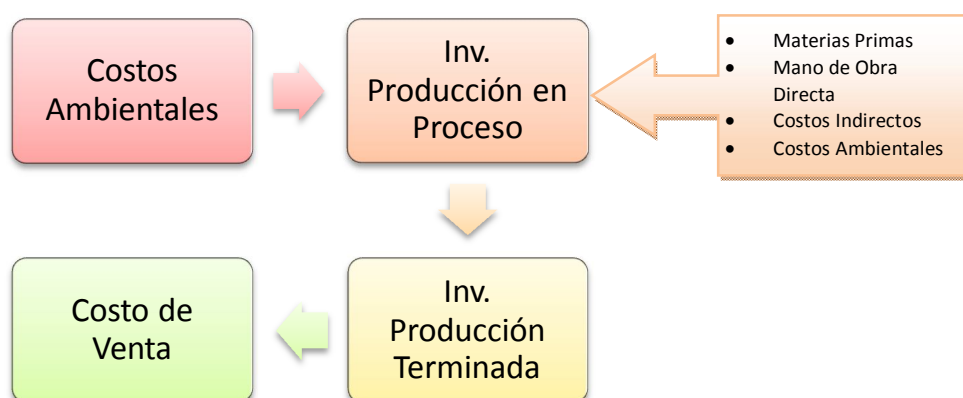 Costos
Ambientales
Inv.
Producción en
Proceso
• Materias Primas
• Mano de Obra
Directa
• Costos Indirectos
• Costos Ambientales
Costo de
Venta
Inv.
Producción
Terminada